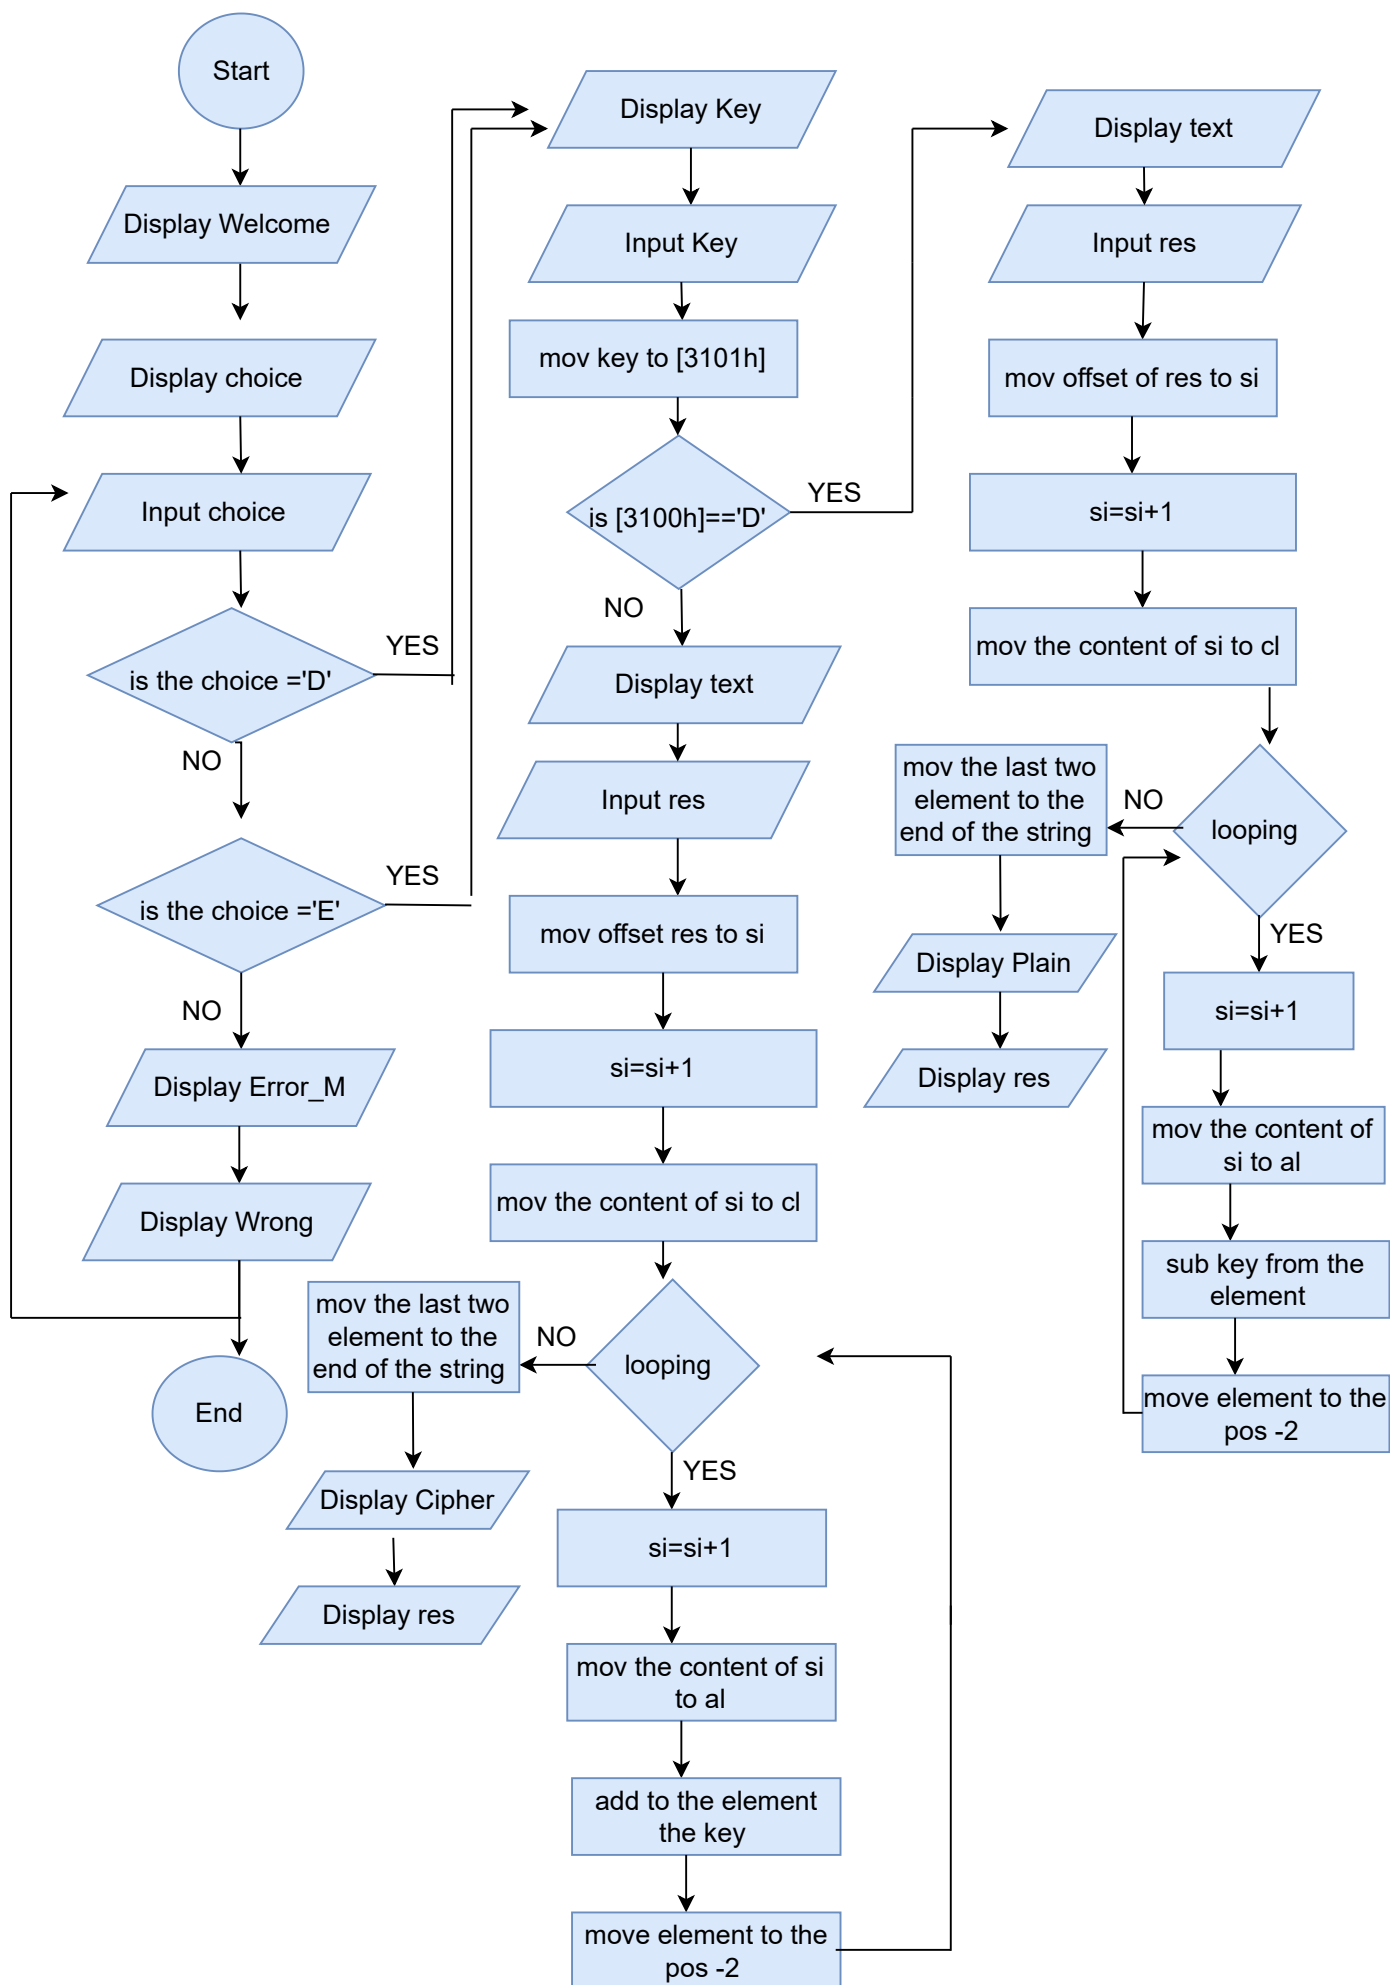 Start
Display Welcome
Display choice
Input choice
is the choice ='D'
YES
NO
is the choice ='E'
YES
NO
Display Error_M
Display Wrong
End
Display Key
Input Key
mov key to [3101h]
is [3100h]=='D'
YES
NO
Display text
Input res
mov offset res to si
si=si+1
mov the content of si to cl
looping
NO
mov the last two
element to the
end of the string
Display Cipher
Display res
YES
si=si+1
mov the content of si
to al
add to the element
the key
move element to the
pos -2
Display text
Input res
mov offset of res to si
si=si+1
mov the content of si to cl
looping
NO
mov the last two
element to the
end of the string
Display Plain
Display res
YES
si=si+1
mov the content of
si to al
sub key from the
element
move element to the
pos -2